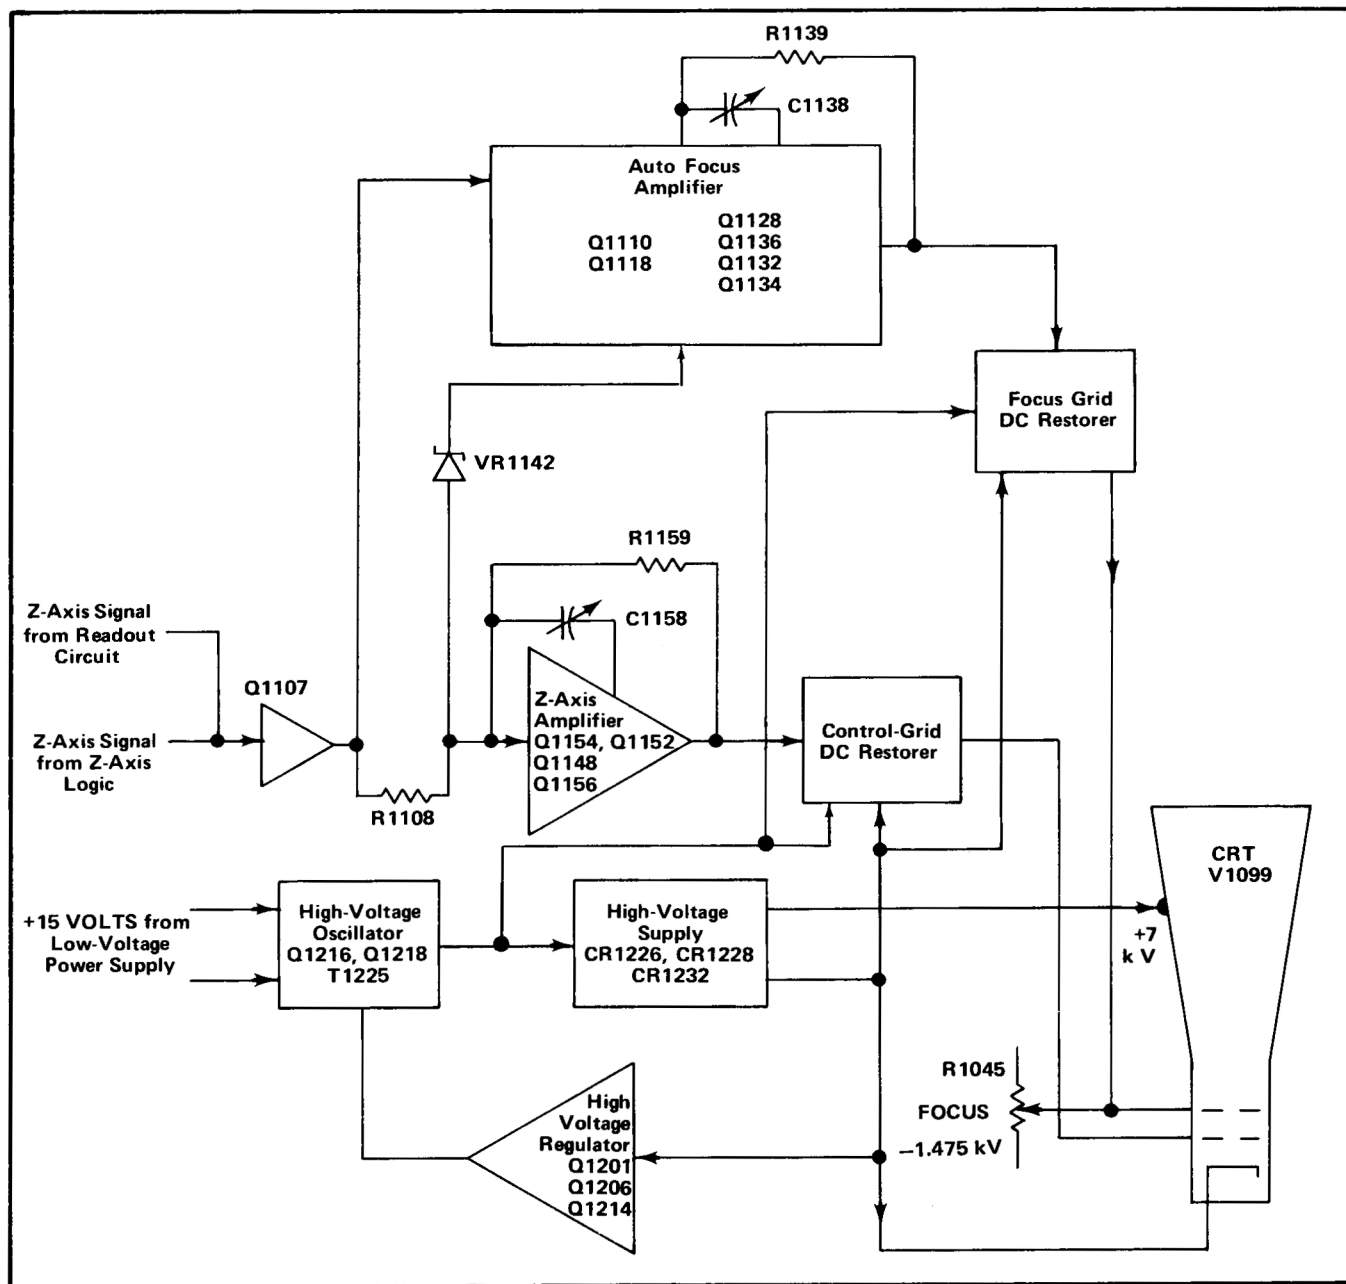 R1139
C1138
Auto Focus
Amplifier
Q1110
Q1118
Q1128
Q1136
Q1132
Q1134
Focus Grid
DC Restorer
VR1142
R1159
C1158
Z-Axis Signal
from Readout
Circuit
Q1107
Z-Axis Signal
from Z-Axis
Logic
R1108
Z-Axis
Amplifier
Q1154, Q1152
Q1148
Q1156
Control-Grid
DC Restorer
CRT
V1099
+15 VOLTS from
Low-Voltage
Power Supply
High-Voltage
Oscillator
Q1216, Q1218
T1225
High-Voltage
Supply
CR1226, CR1228
CR1232
+7
kV
R1045
FOCUS
−1.475 kV
High
Voltage
Regulator
Q1201
Q1206
Q1214